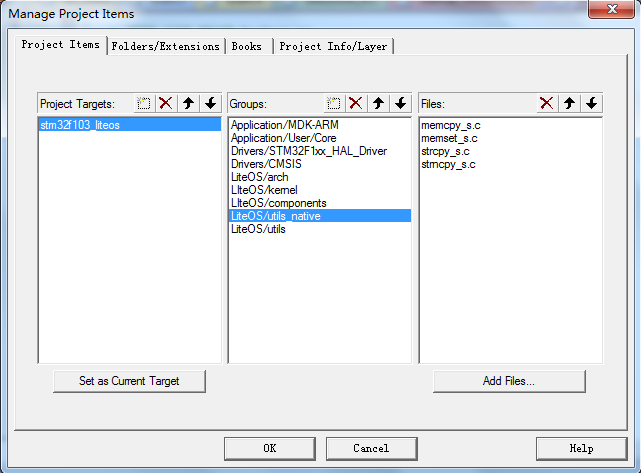 Manage Project Items
Project Items
Folders/Extensions
Books
Project Info/Layer
Project Targets:
stm32f103_liteos
Set as Current Target
Groups:
Application/MDK-ARM
Application/User/Core
Drivers/STM32F1xx_HAL_Driver
Drivers/CMSIS
LiteOS/arch
LIteOS/kernel
LItetOS/components
LiteOS/utils_native
LiteOS/utils
Files:
memcpy_s.c
memset_s.c
strcpy_s.c
strncpy_s.c
Add Files...
OK
Cancel
Help